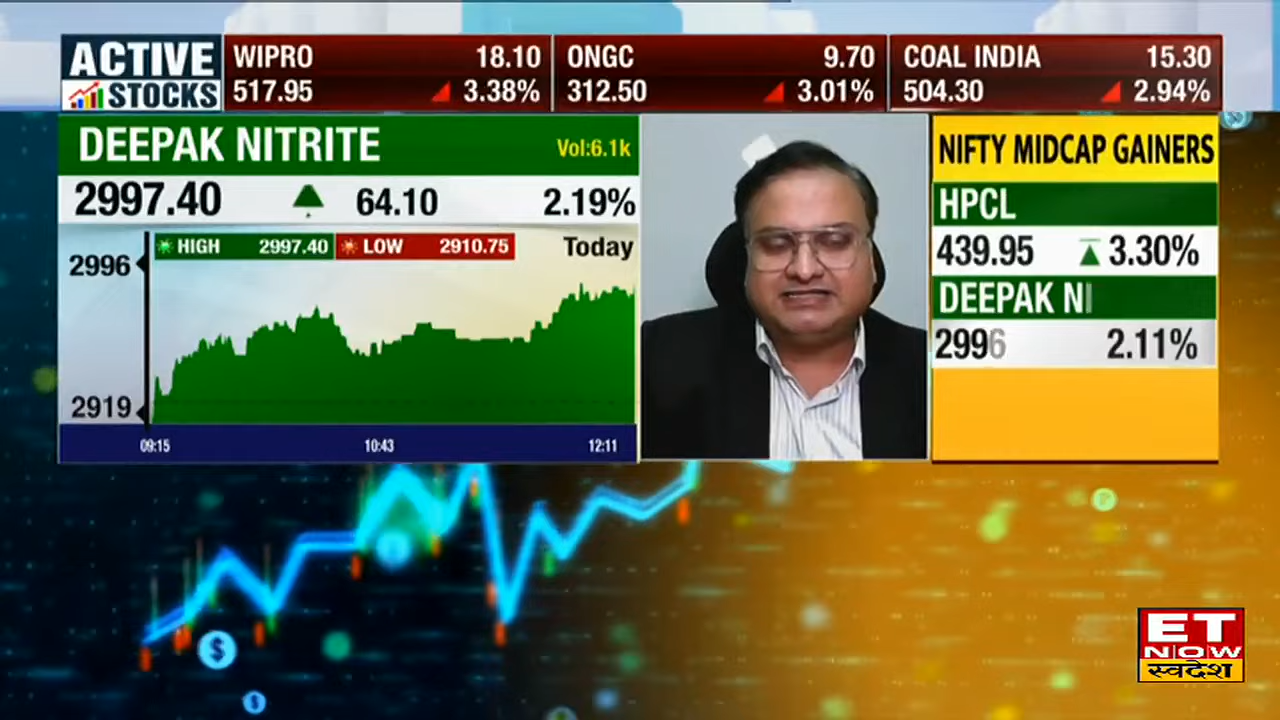 ACTIVE
STOCKS
WIPRO 18.10
517.95 3.38%
ONGC 9.70
312.50 3.01%
COAL INDIA 15.30
504.30 2.94%
DEEPAK NITRITE Vol:6.1k
2997.40 64.10 2.19%
HIGH 2997.40 LOW 2910.75 Today
2996
2919
09:15 10:43 12:11
NIFTY MIDCAP GAINERS
HPCL
439.95 3.30%
DEEPAK NI
2996 2.11%
ET
NOW
स्वदेश